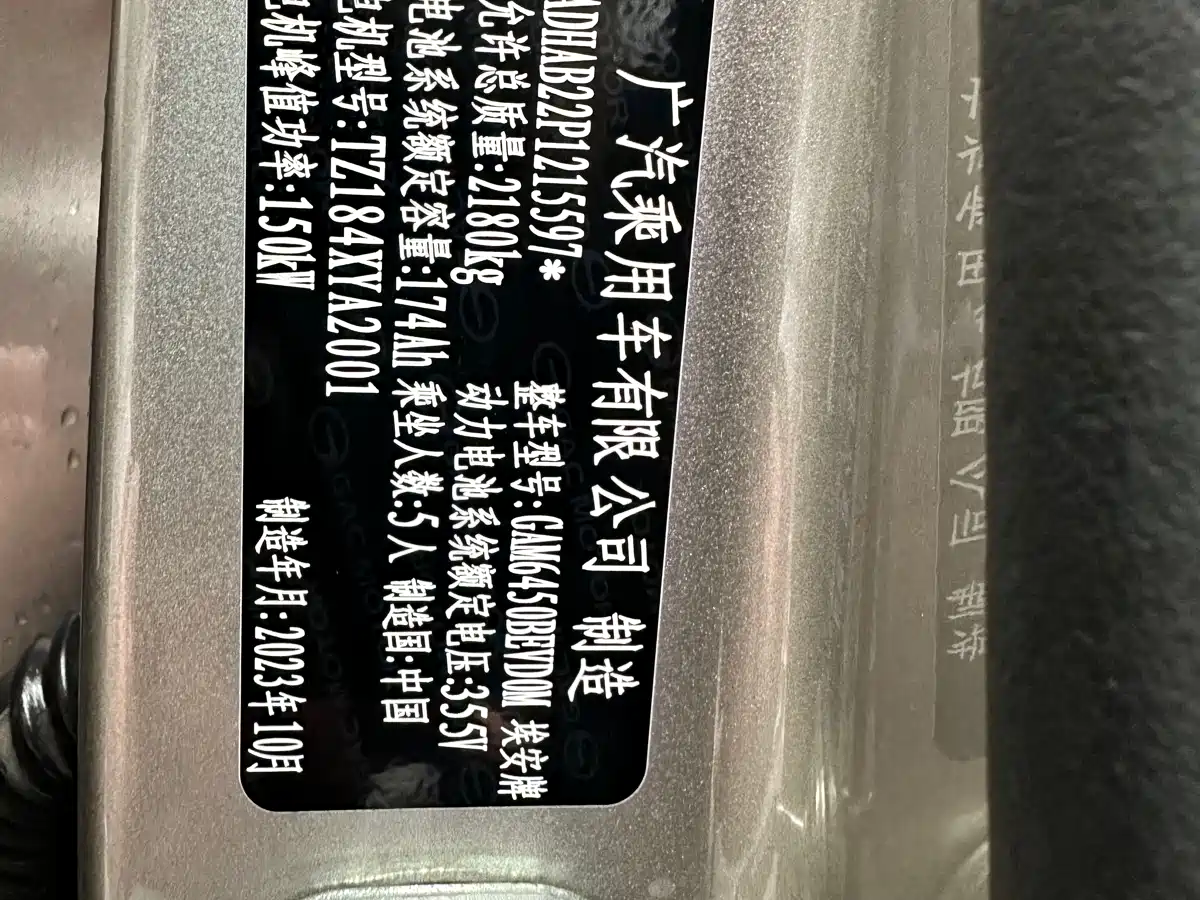 广汽乘用车有限公司 制造
ADHAB22P1215597* 整车型号:GAM6450BEVD0M 埃安牌
允许总质量:2180kg 动力电池系统额定电压:355V
电池系统额定容量:174Ah 乘坐人数:5人 制造国:中国
电机型号:TZ184XYA2001
电机峰值功率:150kW 制造年月:2023年10月